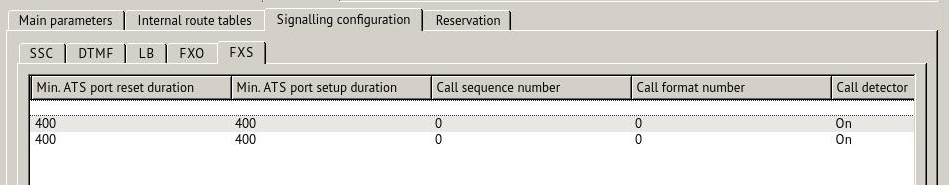 Main parameters Internal route tables Signalling configuration Reservation
SSC DTMF LB FXO FXS
Min. ATS port reset duration Min. ATS port setup duration Call sequence number Call format number Call detector
400 400 0 0 On
400 400 0 0 On